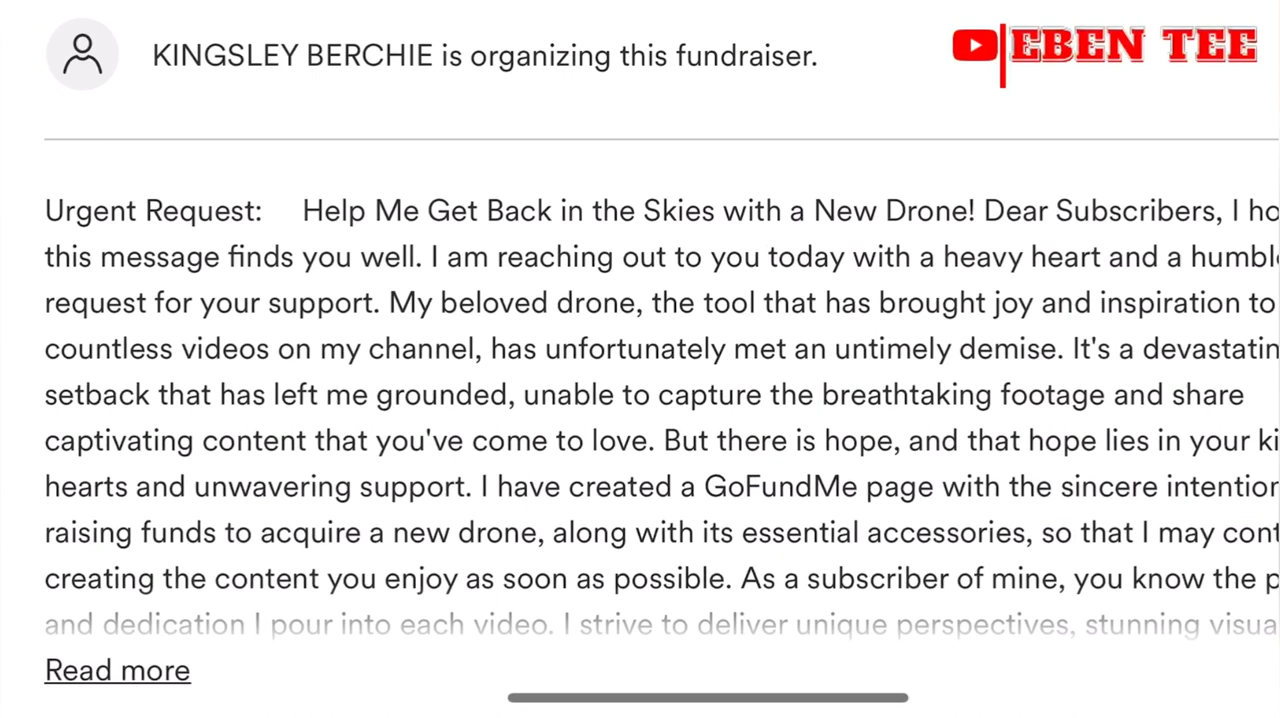 KINGSLEY BERCHIE is organizing this fundraiser.
EBEN TEE
Urgent Request: Help Me Get Back in the Skies with a New Drone! Dear Subscribers, I
this message finds you well. I am reaching out to you today with a heavy heart and a
request for your support. My beloved drone, the tool that has brought joy and inspiration to
countless videos on my channel, has unfortunately met an untimely demise. It's a
setback that has left me grounded, unable to capture the breathtaking footage and share
captivating content that you've come to love. But there is hope, and that hope lies in your
hearts and unwavering support. I have created a GoFundMe page with the sincere
raising funds to acquire a new drone, along with its essential accessories, so that I may
creating the content you enjoy as soon as possible. As a subscriber of mine, you know the
and dedication I pour into each video. I strive to deliver unique perspectives, stunning
Read more